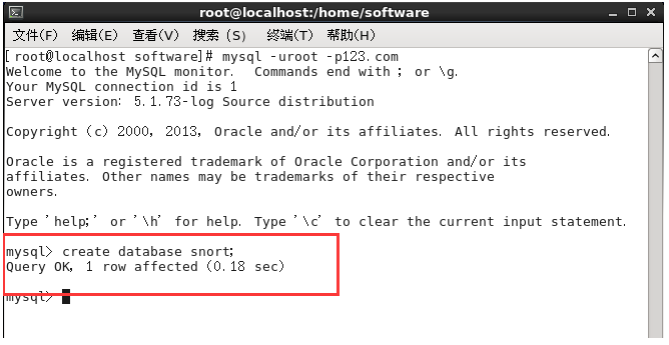 root@localhost:/home/software
文件(F) 编辑(E) 查看(V) 搜索 (S) 终端(T) 帮助(H)
[root@localhost software]# mysql -uroot -p123.com
Welcome to the MySQL monitor.  Commands end with ; or \g.
Your MySQL connection id is 1
Server version: 5.1.73-log Source distribution
Copyright (c) 2000, 2013, Oracle and/or its affiliates. All rights reserved.
Oracle is a registered trademark of Oracle Corporation and/or its
affiliates. Other names may be trademarks of their respective
owners.
Type 'help;' or '\h' for help. Type '\c' to clear the current input statement.
mysql> create database snort;
Query OK, 1 row affected (0.18 sec)
mysql>